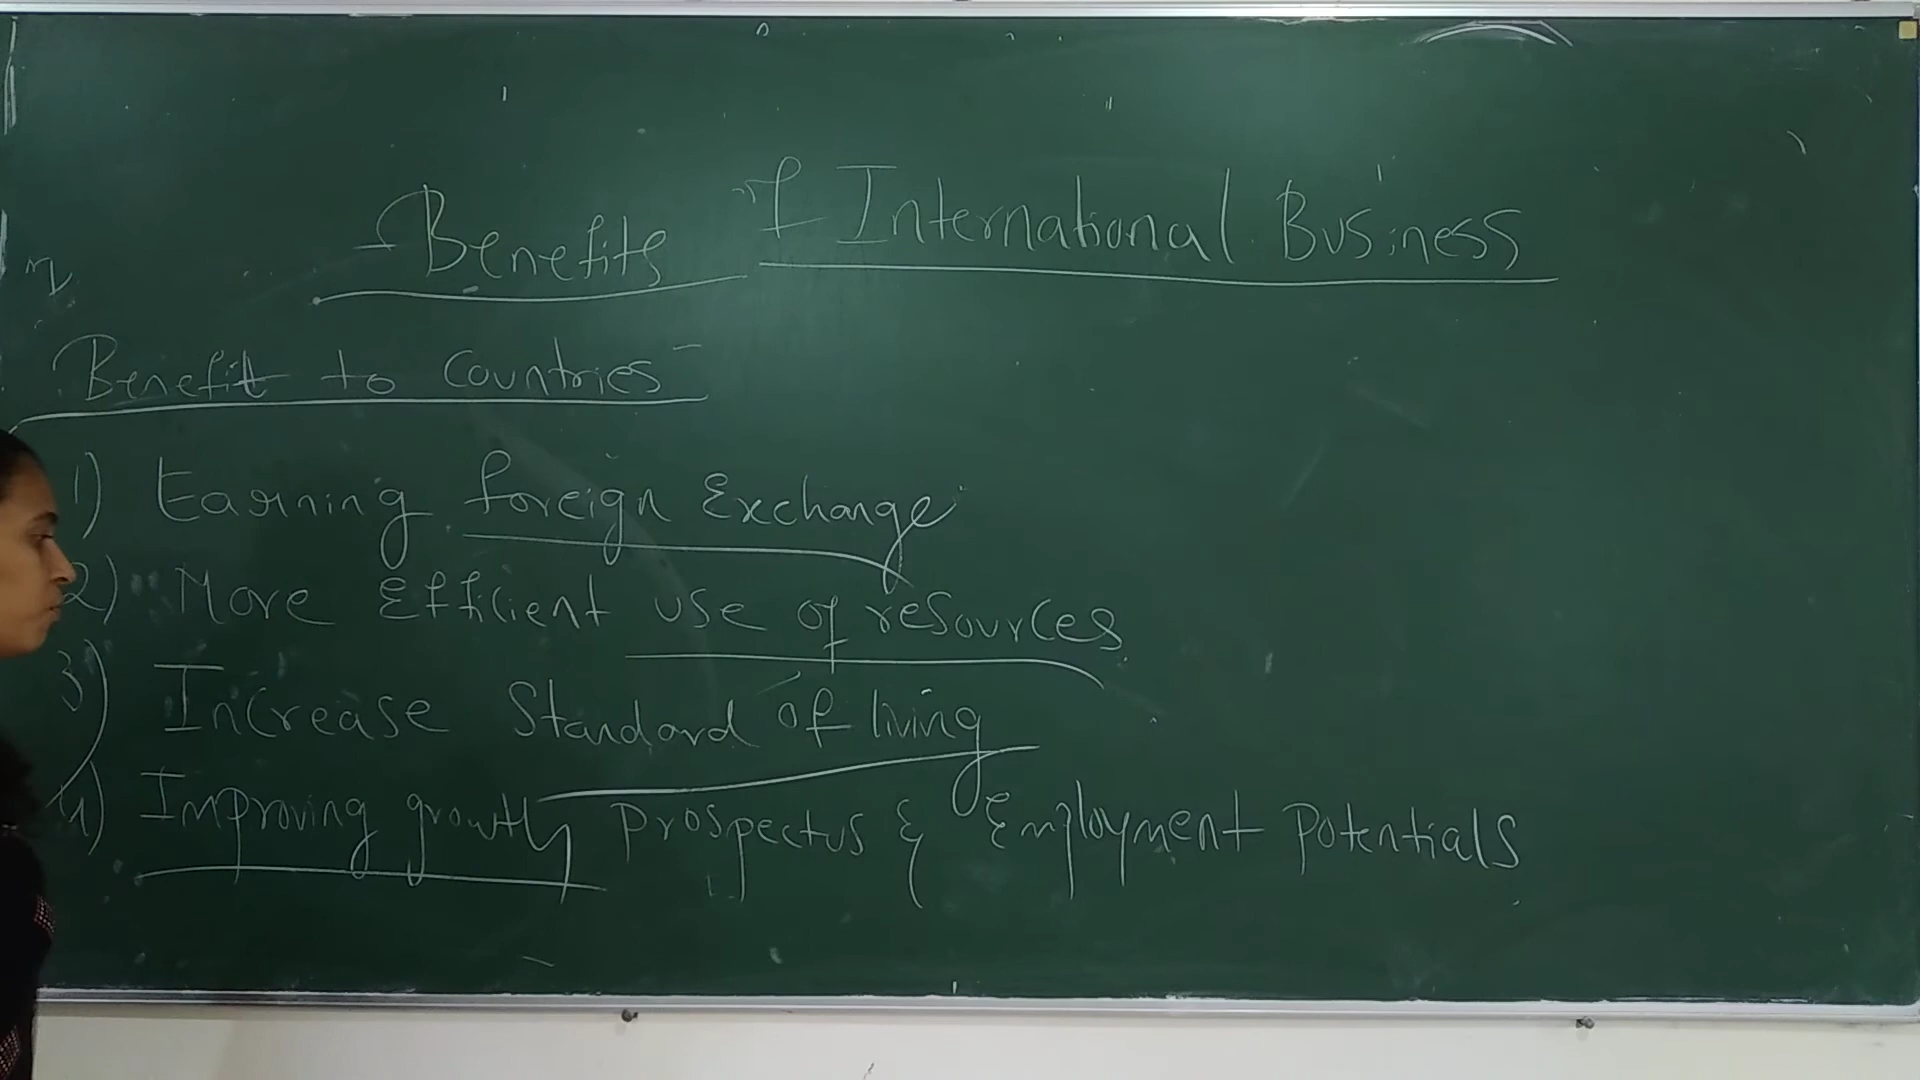 Benefits of International Business
Benefit to Countries
1) Earning foreign Exchange
2) More Efficient use of resources
3) Increase Standard of living
4) Improving growth prospectus & Employment Potentials